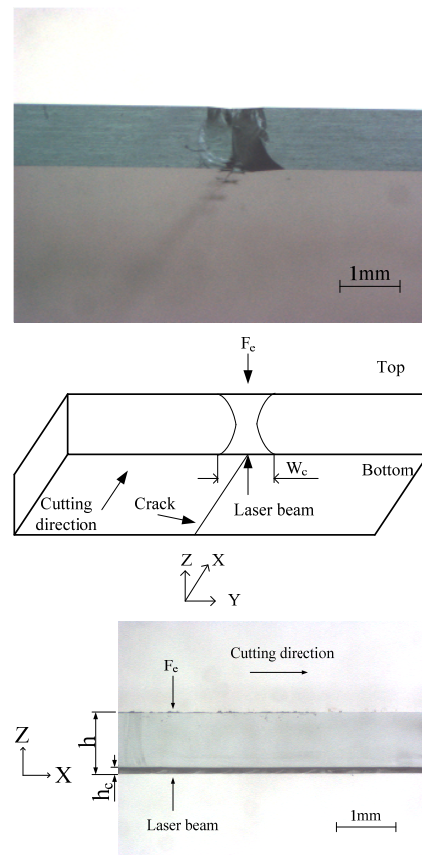 1mm
Fe
Top
Wc
Bottom
Cutting
direction
Crack
Laser beam
Z
X
Y
Fe
Cutting direction
h
Z
X
hc
Laser beam
1mm